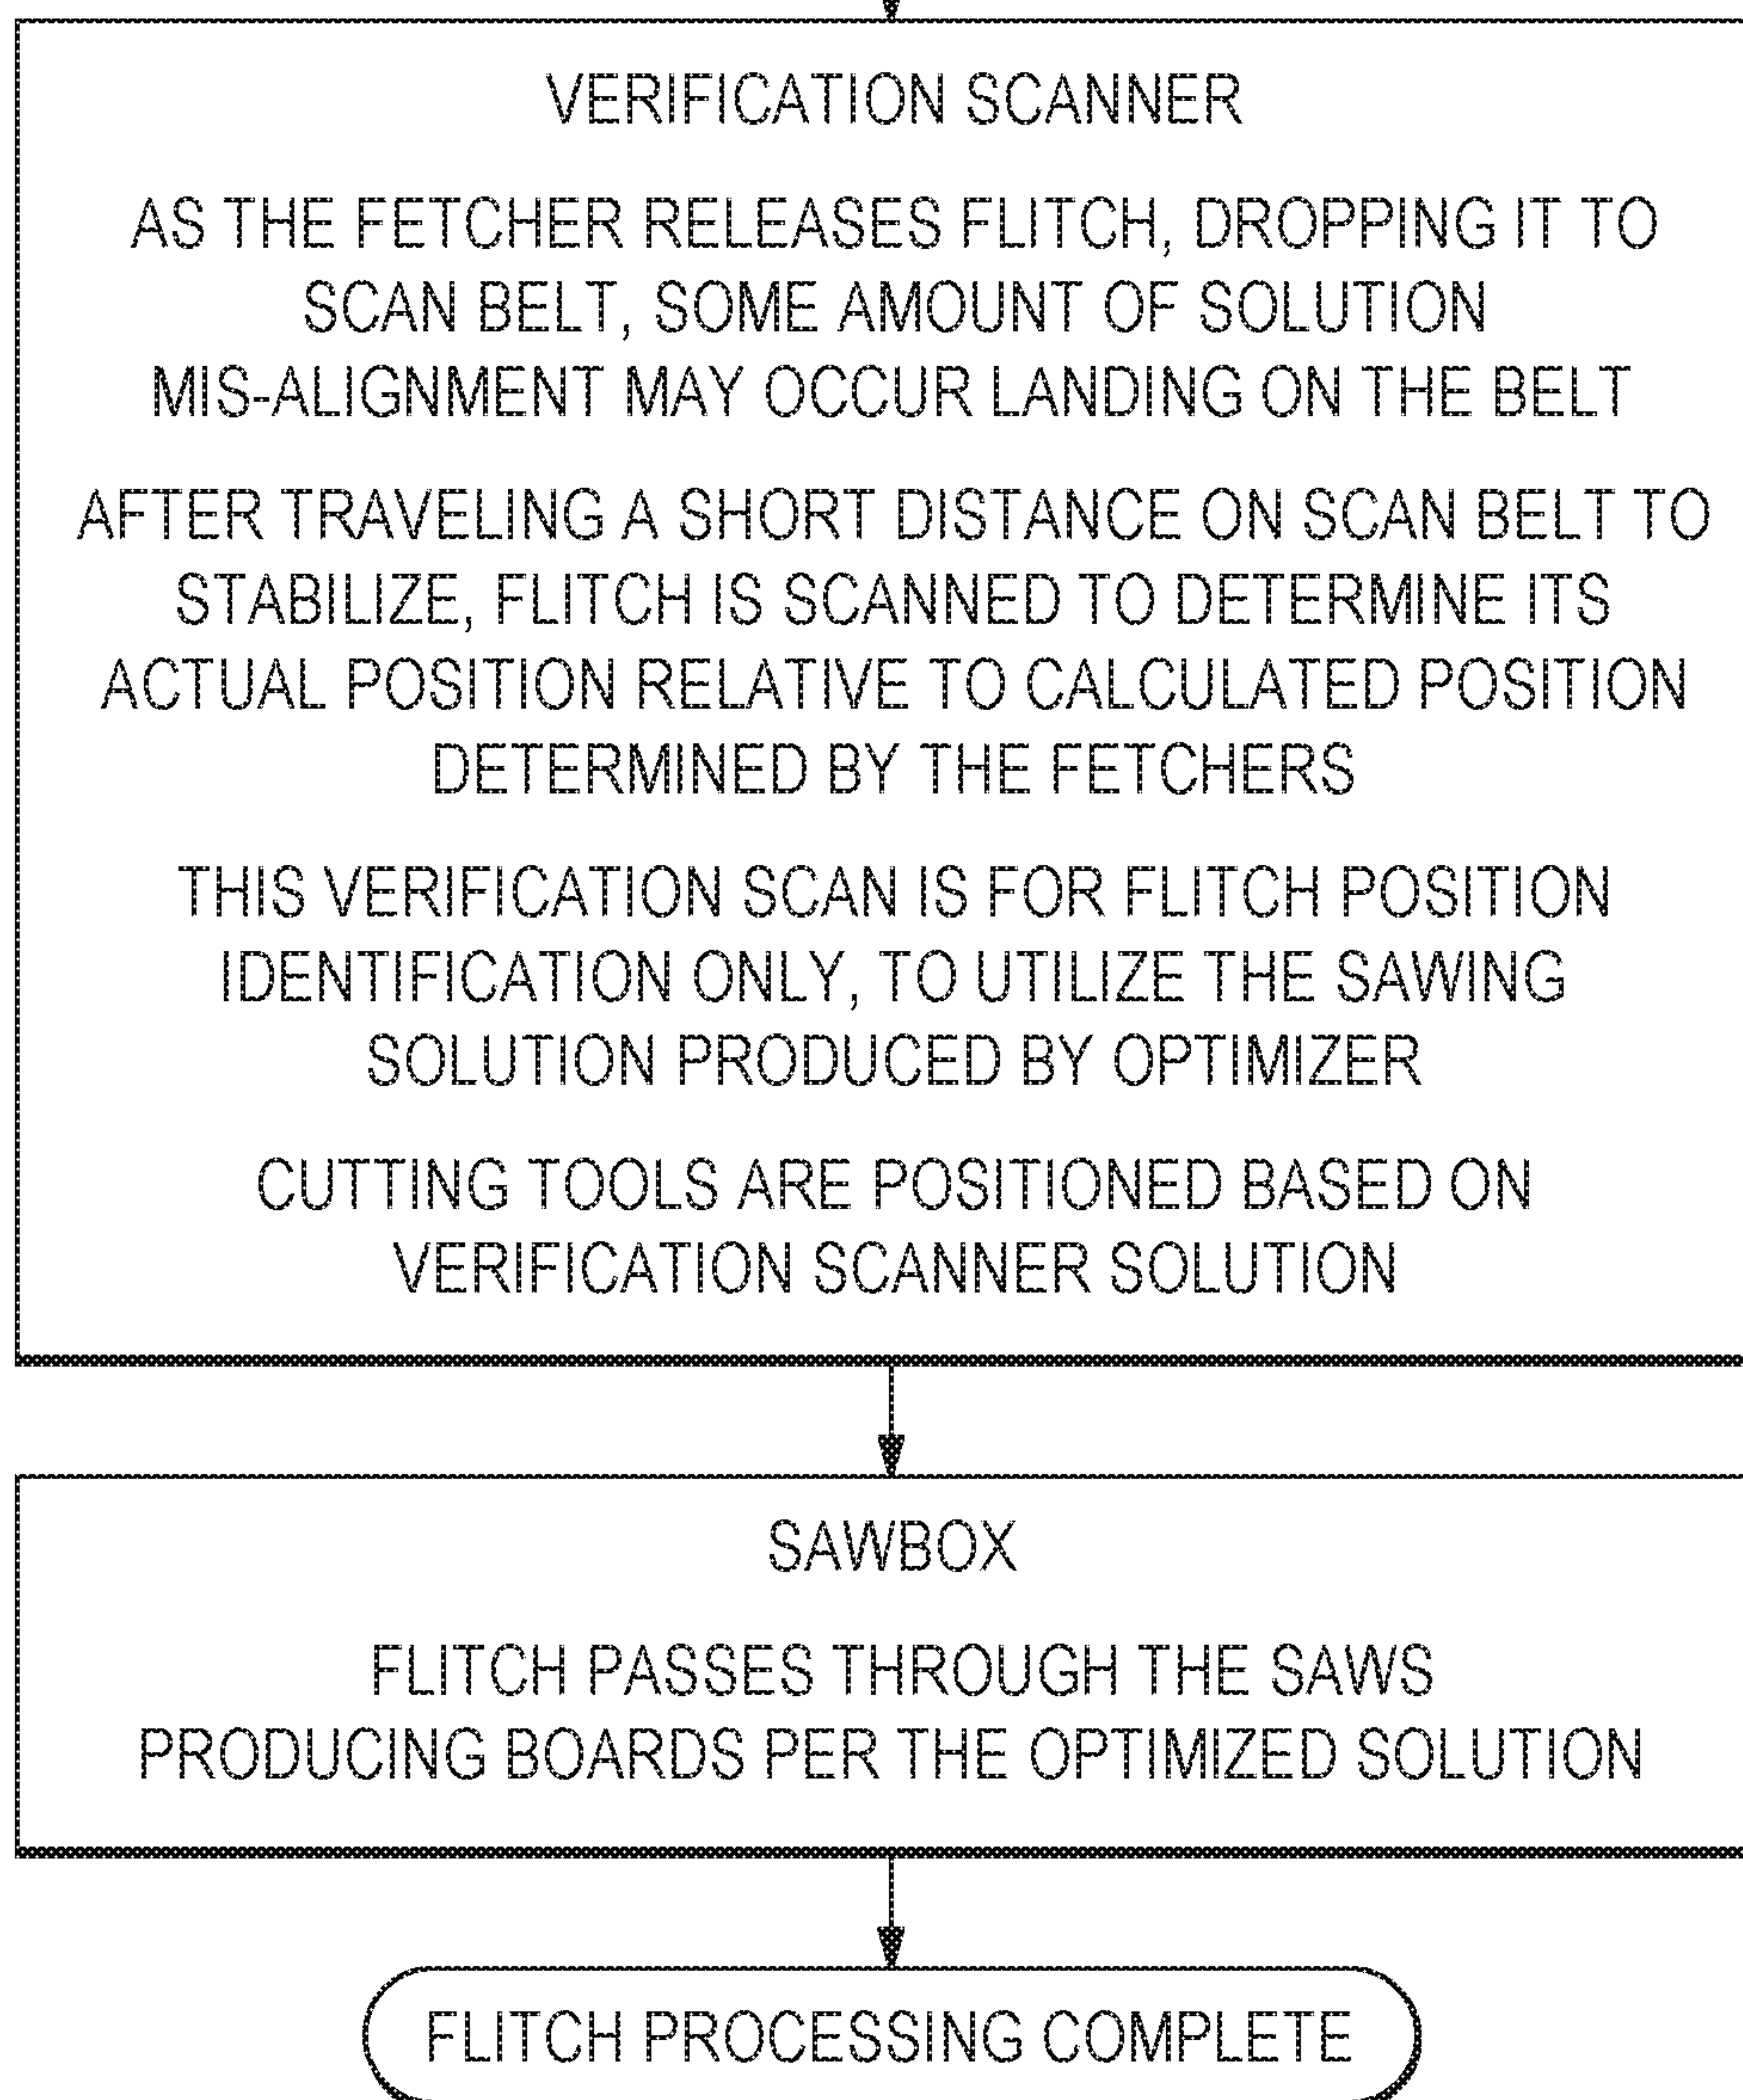 VERIFICATION SCANNER
AS THE FETCHER RELEASES FLITCH, DROPPING IT TO
SCAN BELT, SOME AMOUNT OF SOLUTION
MIS-ALIGNMENT MAY OCCUR LANDING ON THE BELT
AFTER TRAVELING A SHORT DISTANCE ON SCAN BELT TO
STABILIZE, FLITCH IS SCANNED TO DETERMINE ITS
ACTUAL POSITION RELATIVE TO CALCULATED POSITION
DETERMINED BY THE FETCHERS
THIS VERIFICATION SCAN IS FOR FLITCH POSITION
IDENTIFICATION ONLY, TO UTILIZE THE SAWING
SOLUTION PRODUCED BY OPTIMIZER
CUTTING TOOLS ARE POSITIONED BASED ON
VERIFICATION SCANNER SOLUTION
SAWBOX
FLITCH PASSES THROUGH THE SAWS
PRODUCING BOARDS PER THE OPTIMIZED SOLUTION
FLITCH PROCESSING COMPLETE